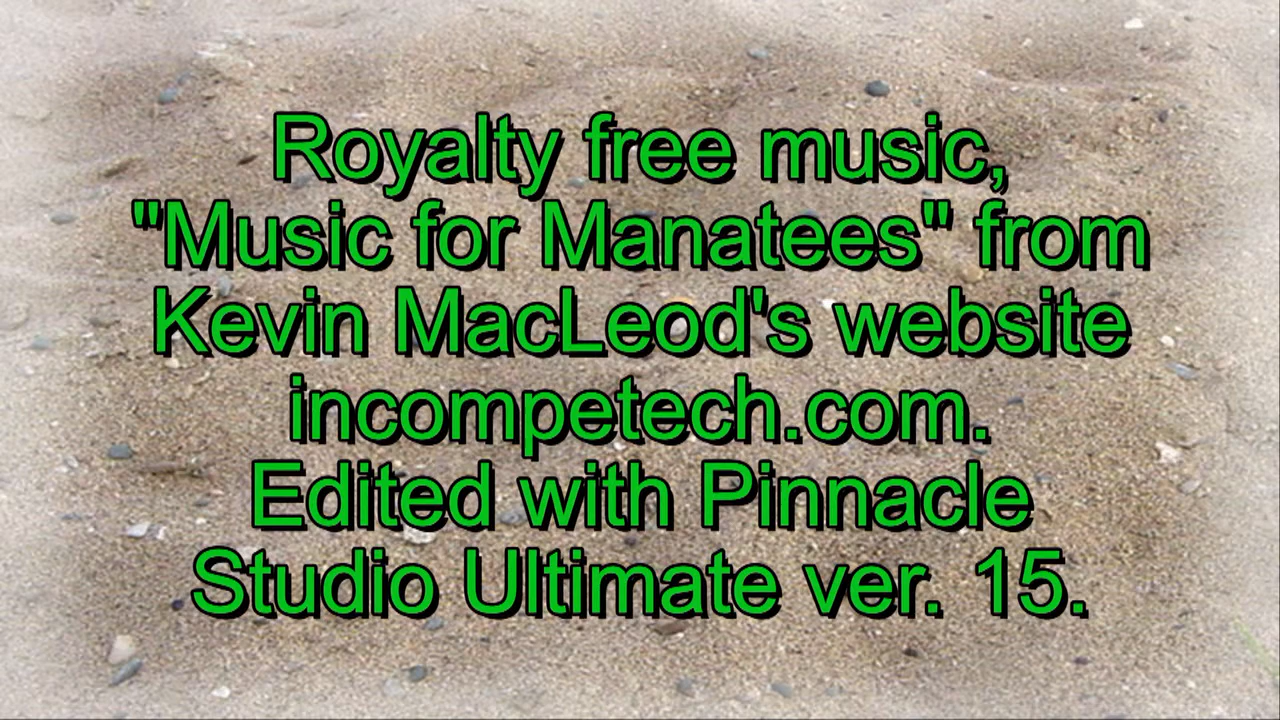 Royalty free music,
"Music for Manatees" from
Kevin MacLeod's website
incompetech.com.
Edited with Pinnacle
Studio Ultimate ver. 15.